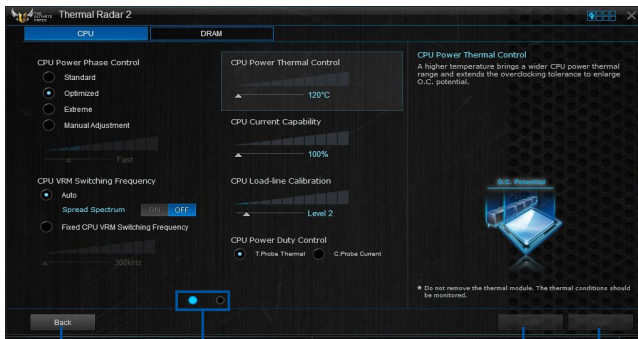 THE ULTIMATE FORCE Thermal Radar 2
CPU DRAM
CPU Power Phase Control
Standard
Optimized
Extreme
Manual Adjustment
Fast
CPU VRM Switching Frequency
Auto
Spread Spectrum ON OFF
Fixed CPU VRM Switching Frequency
300kHz
CPU Power Thermal Control
120°C
CPU Current Capability
100%
CPU Load-line Calibration
Level 2
CPU Power Duty Control
T.Probe Thermal C.Probe Current
CPU Power Thermal Control
A higher temperature brings a wider CPU power thermal
range and extends the overclocking tolerance to enlarge
O.C. potential.
O.C. Potential
* Do not remove the thermal module. The thermal conditions should
be monitored.
Back Undo Apply